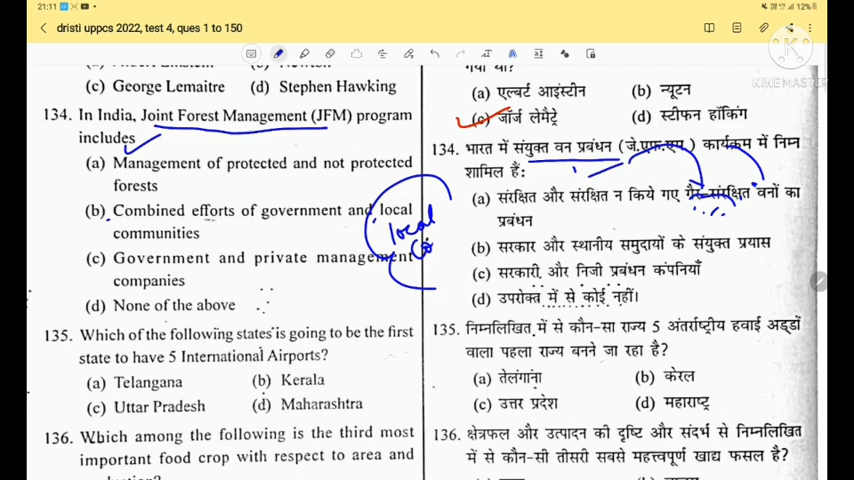 21:11
12%
dristi uppcs 2022, test 4, ques 1 to 150
K
KINEMASTER
(c) George Lemaitre (d) Stephen Hawking
134. In India, Joint Forest Management (JFM) program
includes
(a) Management of protected and not protected
forests
(b) Combined efforts of government and local
communities
(c) Government and private management
companies
(d) None of the above
135. Which of the following states is going to be the first
state to have 5 International Airports?
(a) Telangana (b) Kerala
(c) Uttar Pradesh (d) Maharashtra
136. Which among the following is the third most
important food crop with respect to area and
local
Co
गया था?
(a) एल्बर्ट आइंस्टीन (b) न्यूटन
(c) जॉर्ज लेमैट्रे (d) स्टीफन हॉकिंग
134. भारत में संयुक्त वन प्रबंधन (जे.एफ.एम.) कार्यक्रम में निम्न
शामिल हैं:
(a) संरक्षित और संरक्षित न किये गए गैर-संरक्षित वनों का
प्रबंधन
(b) सरकार और स्थानीय समुदायों के संयुक्त प्रयास
(c) सरकारी और निजी प्रबंधन कंपनियाँ
(d) उपरोक्त में से कोई नहीं।
135. निम्नलिखित में से कौन-सा राज्य 5 अंतर्राष्ट्रीय हवाई अड्डों
वाला पहला राज्य बनने जा रहा है?
(a) तेलंगाना (b) केरल
(c) उत्तर प्रदेश (d) महाराष्ट्र
136. क्षेत्रफल और उत्पादन की दृष्टि और संदर्भ से निम्नलिखित
में से कौन-सी तीसरी सबसे महत्त्वपूर्ण खाद्य फसल है?